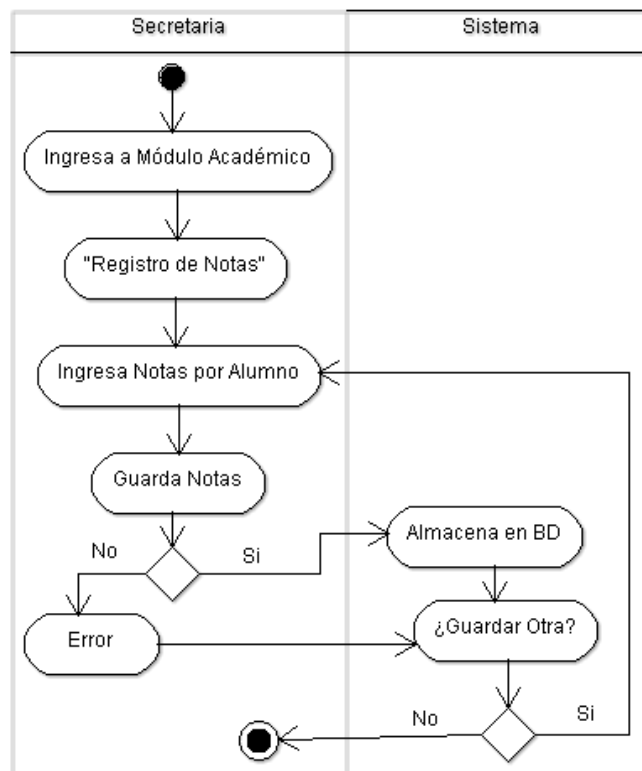 Secretaria
Sistema
Ingresa a Módulo Académico
"Registro de Notas"
Ingresa Notas por Alumno
Guarda Notas
Almacena en BD
No
Si
Error
¿Guardar Otra?
No
Si